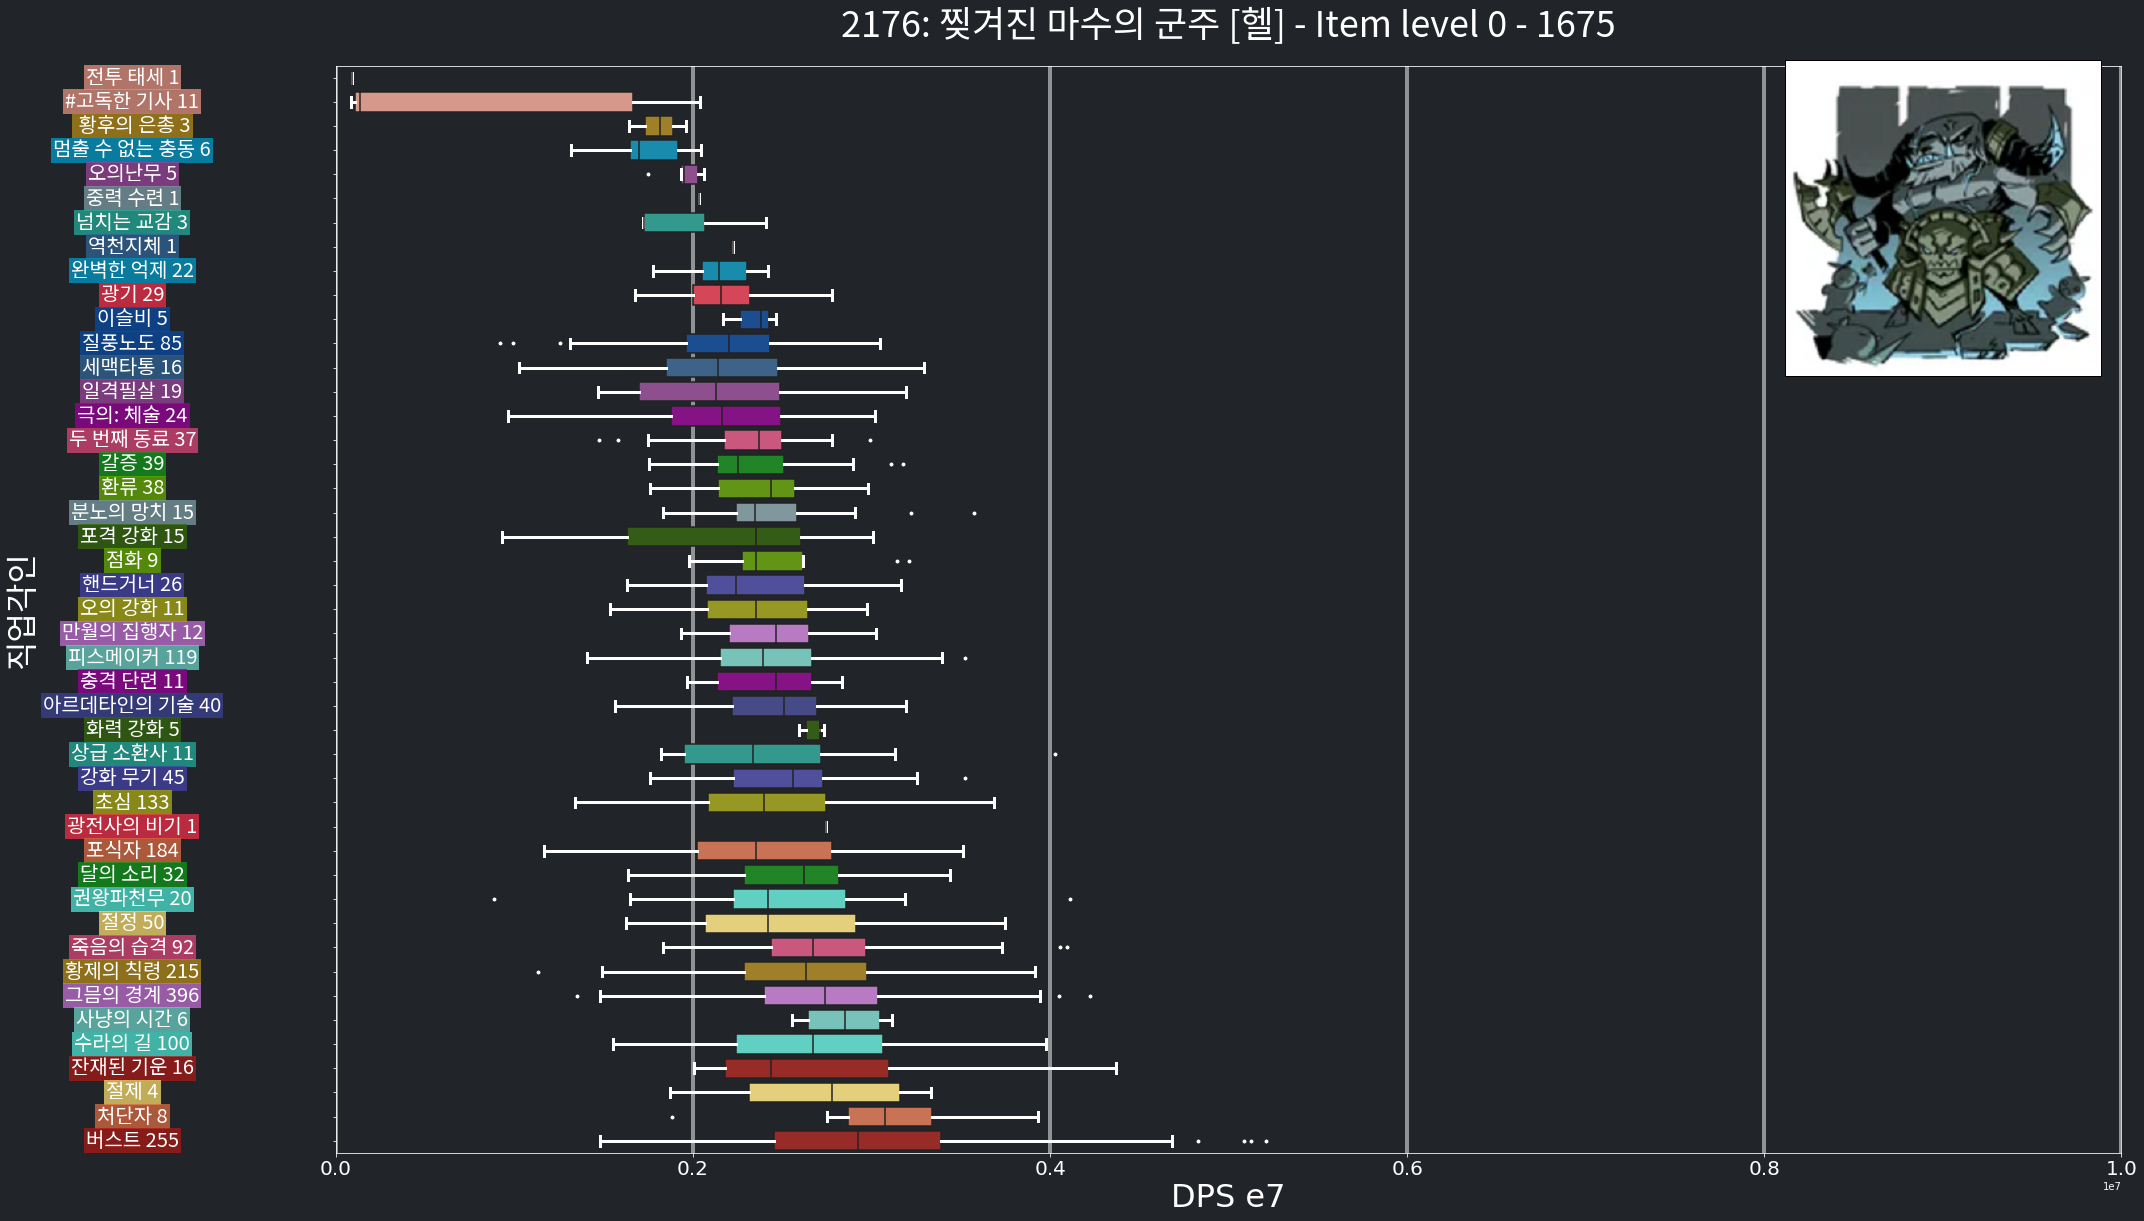 2176: 찢겨진 마수의 군주 [헬] - Item level 0 - 1675
전투 태세 1
#고독한 기사 11
황후의 은총 3
멈출 수 없는 충동 6
오의난무 5
중력 수련 1
넘치는 교감 3
역천지체 1
완벽한 억제 22
광기 29
이슬비 5
질풍노도 85
세맥타통 16
일격필살 19
극의: 체술 24
두 번째 동료 37
갈증 39
환류 38
분노의 망치 15
포격 강화 15
점화 9
핸드거너 26
오의 강화 11
만월의 집행자 12
피스메이커 119
충격 단련 11
아르데타인의 기술 40
화력 강화 5
상급 소환사 11
강화 무기 45
초심 133
광전사의 비기 1
포식자 184
달의 소리 32
권왕파천무 20
절정 50
죽음의 습격 92
황제의 칙령 215
그믐의 경계 396
사냥의 시간 6
수라의 길 100
잔재된 기운 16
절제 4
처단자 8
버스트 255
직업각인
0.0 0.2 0.4 0.6 0.8 1.0
1e7
DPS e7